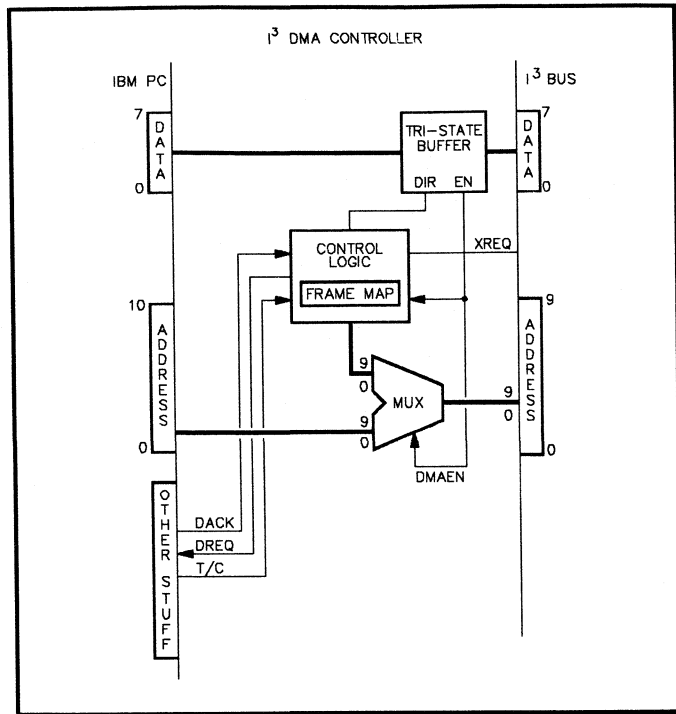 I³ DMA CONTROLLER
IBM PC
I³ BUS
7
DATA
0
TRI-STATE
BUFFER
DIR EN
7
DATA
0
XREQ
CONTROL
LOGIC
FRAME MAP
10
ADDRESS
0
9
0
9
0
MUX
9
0
9
ADDRESS
0
DMAEN
OTHER STUFF
DACK
DREQ
T/C